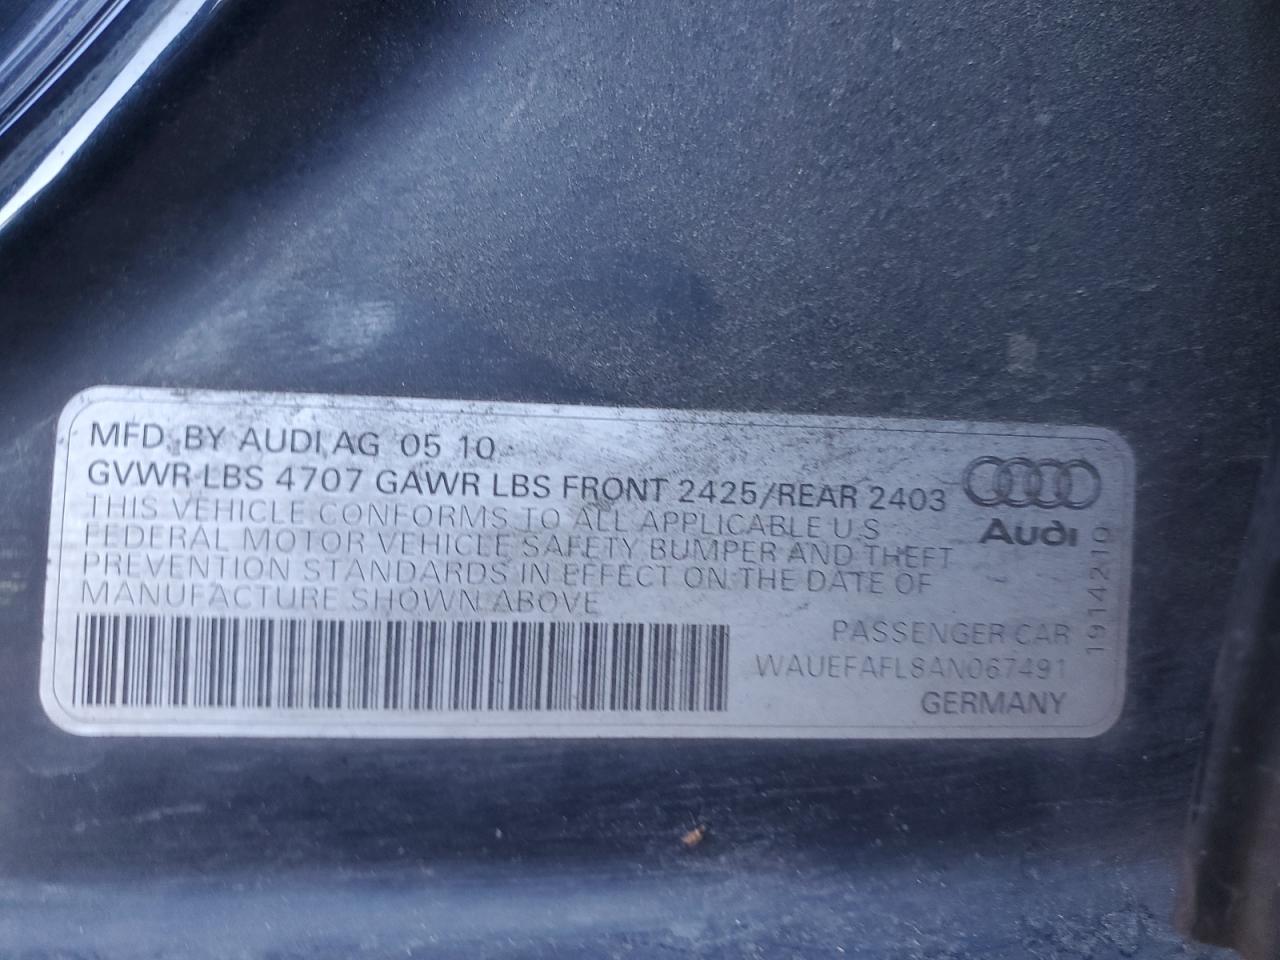 MFD. BY AUDI AG 05 10
GVWR LBS 4707 GAWR LBS FRONT 2425/REAR 2403
THIS VEHICLE CONFORMS TO ALL APPLICABLE U.S
FEDERAL MOTOR VEHICLE SAFETY BUMPER AND THEFT
PREVENTION STANDARDS IN EFFECT ON THE DATE OF
MANUFACTURE SHOWN ABOVE
Audi
PASSENGER CAR
WAUEFAFL8AN067491
GERMANY
1914210